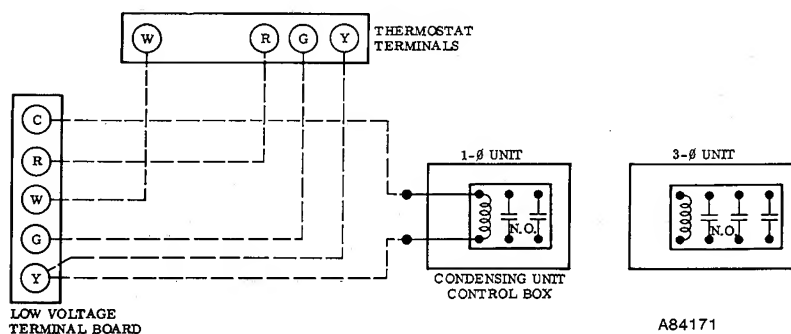 W R G Y
THERMOSTAT
TERMINALS
C
R
W
G
Y
LOW VOLTAGE
TERMINAL BOARD
1-Ø UNIT
N.O.
CONDENSING UNIT
CONTROL BOX
3-Ø UNIT
N.O.
A84171